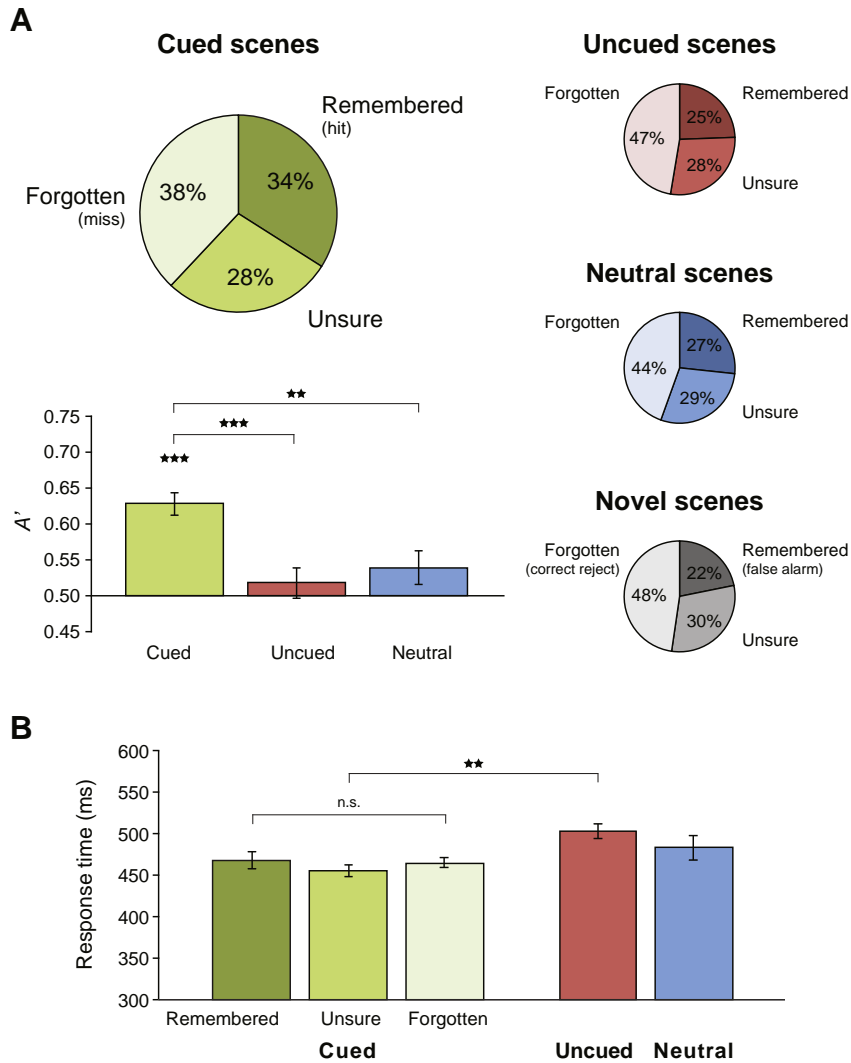 A
Cued scenes
Remembered
(hit)
34%
Forgotten
(miss)
38%
28%
Unsure
Uncued scenes
Forgotten
Remembered
25%
47%
28%
Unsure
Neutral scenes
Forgotten
Remembered
27%
44%
29%
Unsure
Novel scenes
Forgotten
(correct reject)
Remembered
(false alarm)
22%
48%
30%
Unsure
A'
0.75
0.70
0.65
0.60
0.55
0.50
0.45
★★
★★★
★★★
Cued
Uncued
Neutral
B
Response time (ms)
600
550
500
450
400
350
300
★★
n.s.
Remembered
Unsure
Forgotten
Cued
Uncued
Neutral